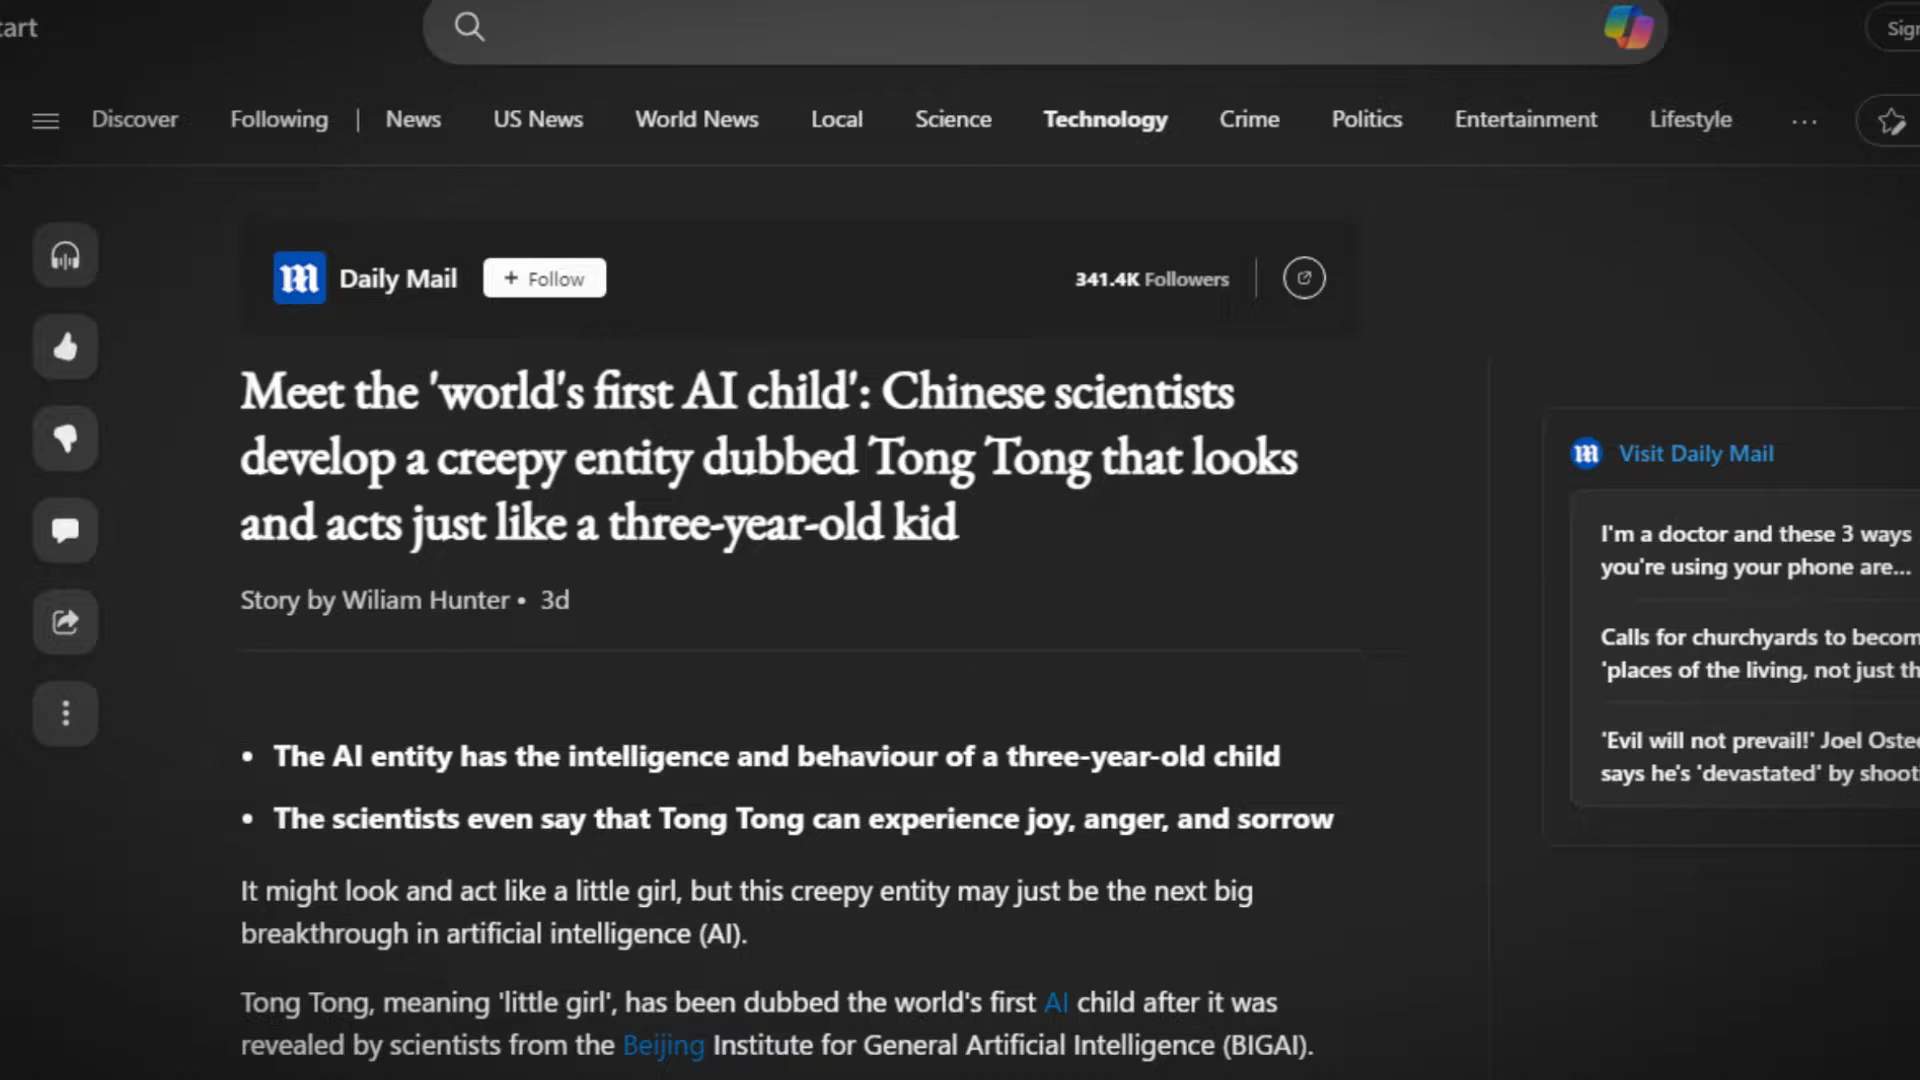 Discover
Following
News
US News
World News
Local
Science
Technology
Crime
Politics
Entertainment
Lifestyle
Daily Mail
+ Follow
341.4K Followers
Meet the 'world's first AI child': Chinese scientists
develop a creepy entity dubbed Tong Tong that looks
and acts just like a three-year-old kid
Story by Wiliam Hunter • 3d
• The AI entity has the intelligence and behaviour of a three-year-old child
• The scientists even say that Tong Tong can experience joy, anger, and sorrow
It might look and act like a little girl, but this creepy entity may just be the next big
breakthrough in artificial intelligence (AI).
Tong Tong, meaning 'little girl', has been dubbed the world's first AI child after it was
revealed by scientists from the Beijing Institute for General Artificial Intelligence (BIGAI).
Visit Daily Mail
I'm a doctor and these 3 ways
you're using your phone are...
Calls for churchyards to
'places of the living, not just
'Evil will not prevail!' Joel
says he's 'devastated' by